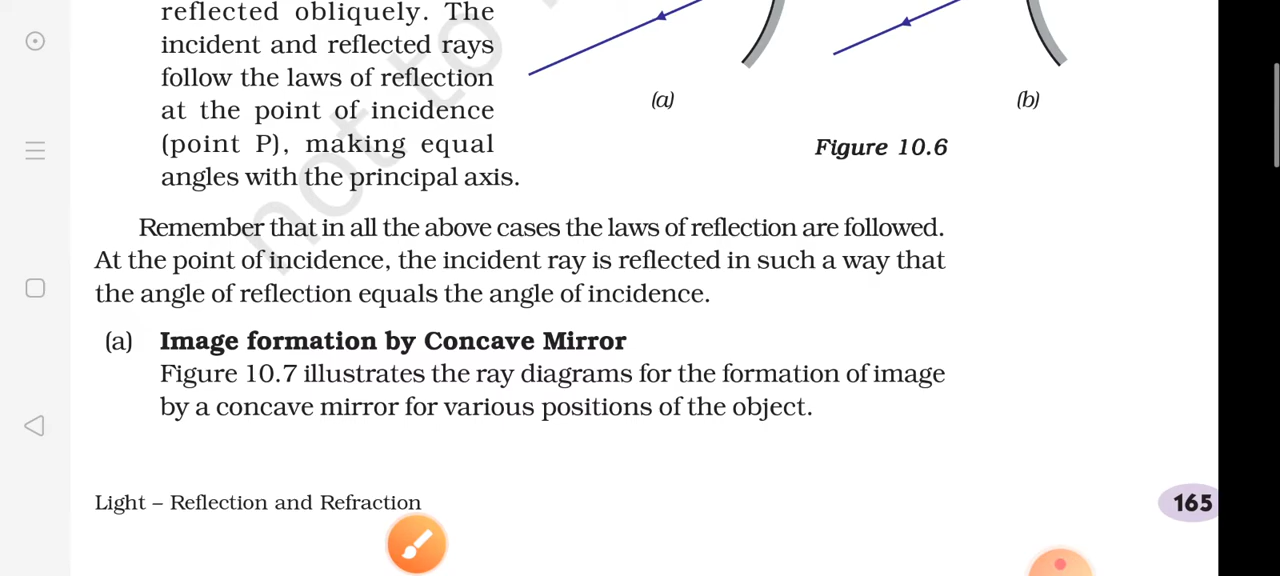 reflected obliquely. The
incident and reflected rays
follow the laws of reflection
at the point of incidence
(point P), making equal
angles with the principal axis.
(a)
(b)
Figure 10.6
Remember that in all the above cases the laws of reflection are followed.
At the point of incidence, the incident ray is reflected in such a way that
the angle of reflection equals the angle of incidence.
(a) Image formation by Concave Mirror
Figure 10.7 illustrates the ray diagrams for the formation of image
by a concave mirror for various positions of the object.
Light – Reflection and Refraction
165
not to